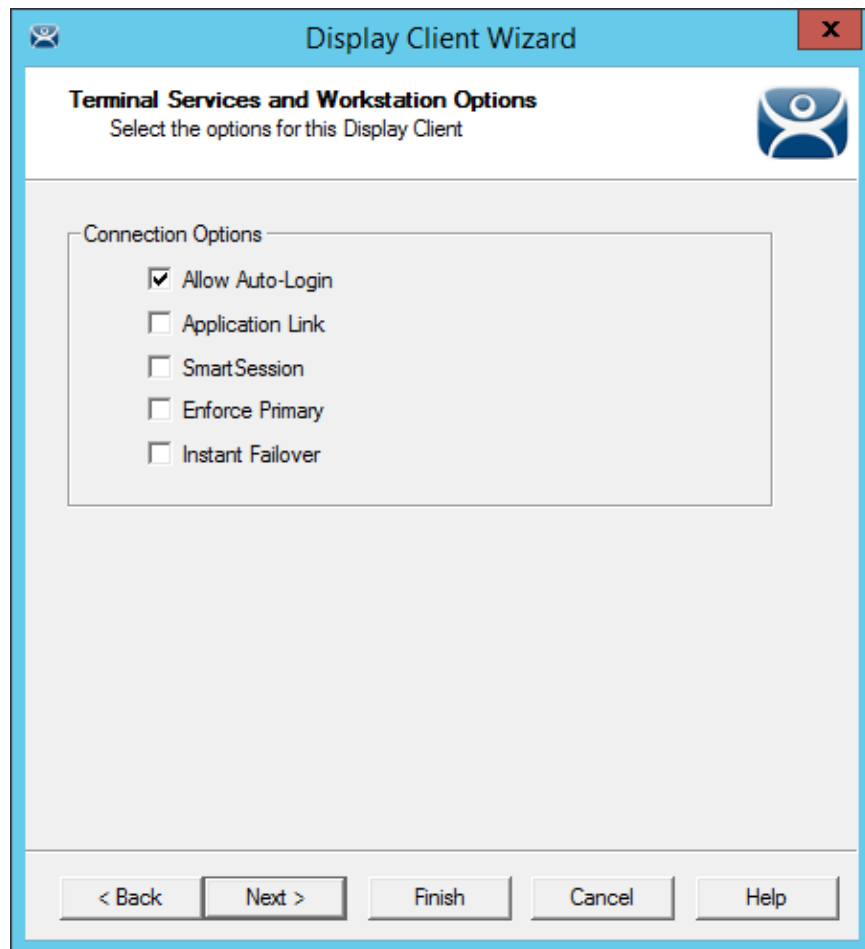 Display Client Wizard
x
Terminal Services and Workstation Options
Select the options for this Display Client
Connection Options
Allow Auto-Login
Application Link
SmartSession
Enforce Primary
Instant Failover
< Back Next > Finish Cancel Help